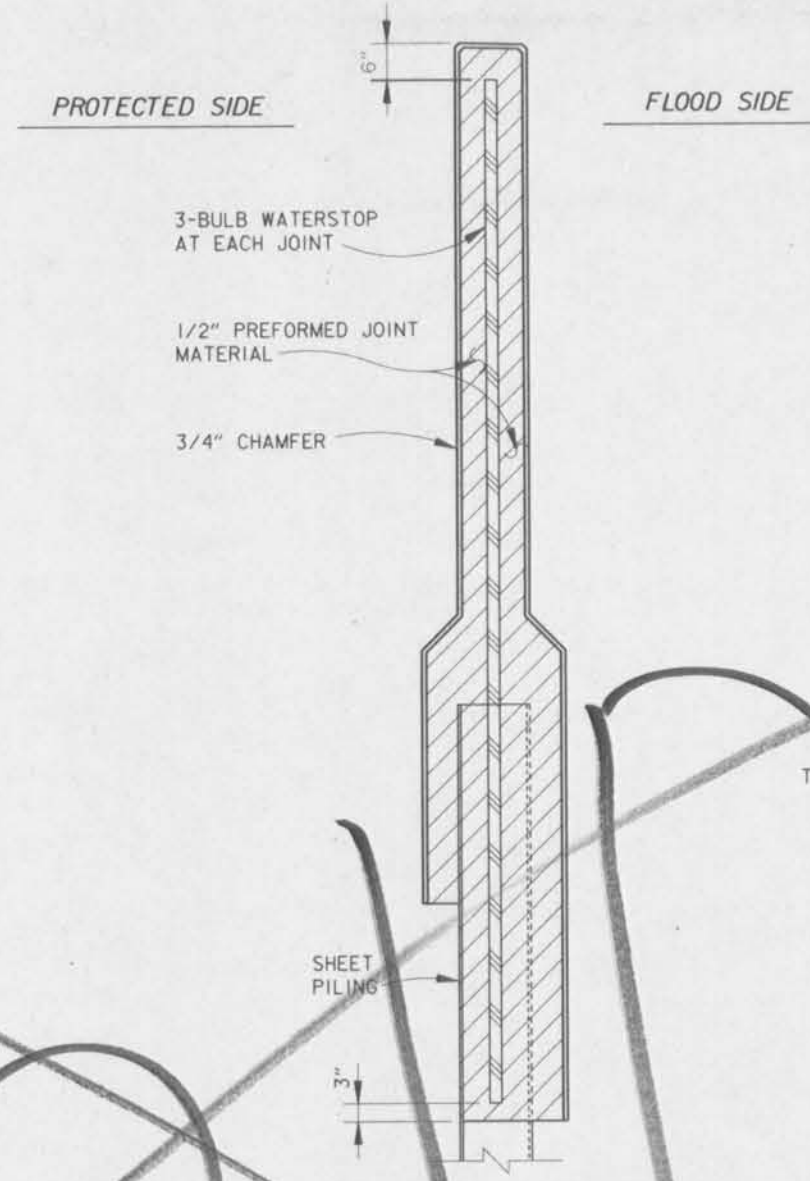 6"
PROTECTED SIDE
FLOOD SIDE
3-BULB WATERSTOP
AT EACH JOINT
1/2" PREFORMED JOINT
MATERIAL
3/4" CHAMFER
T
SHEET
PILING
3"